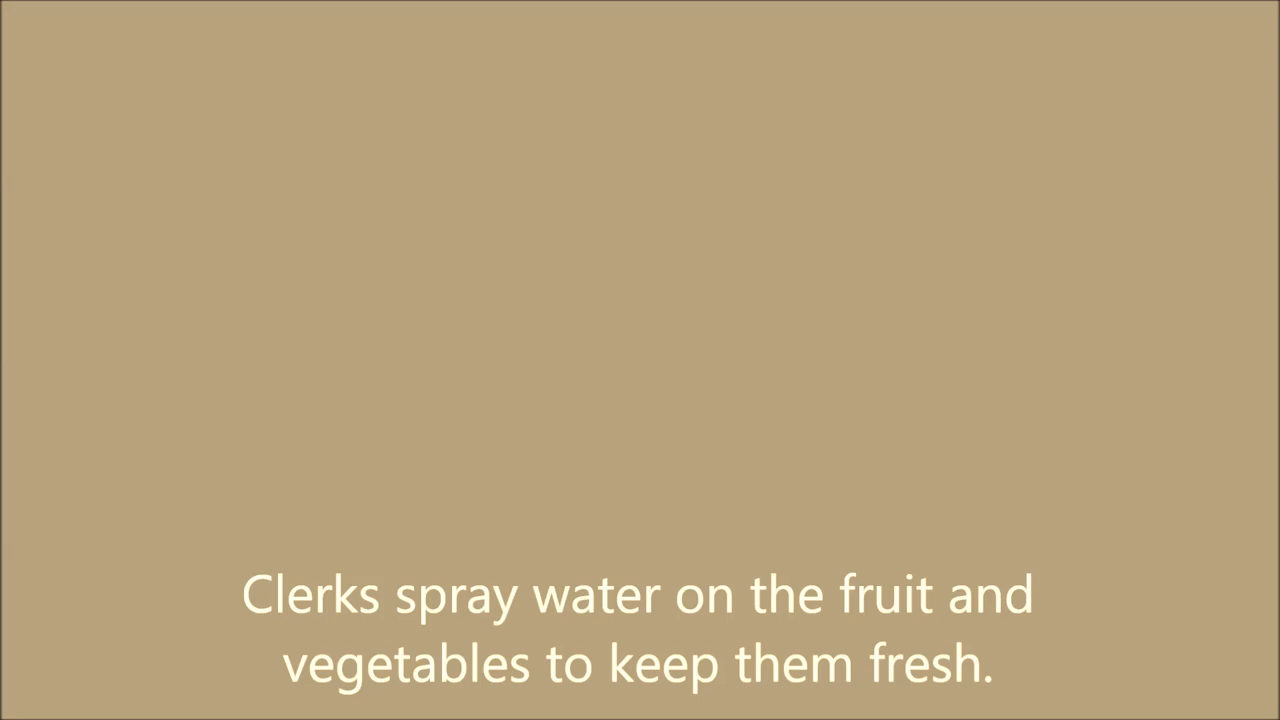 Clerks spray water on the fruit and
vegetables to keep them fresh.